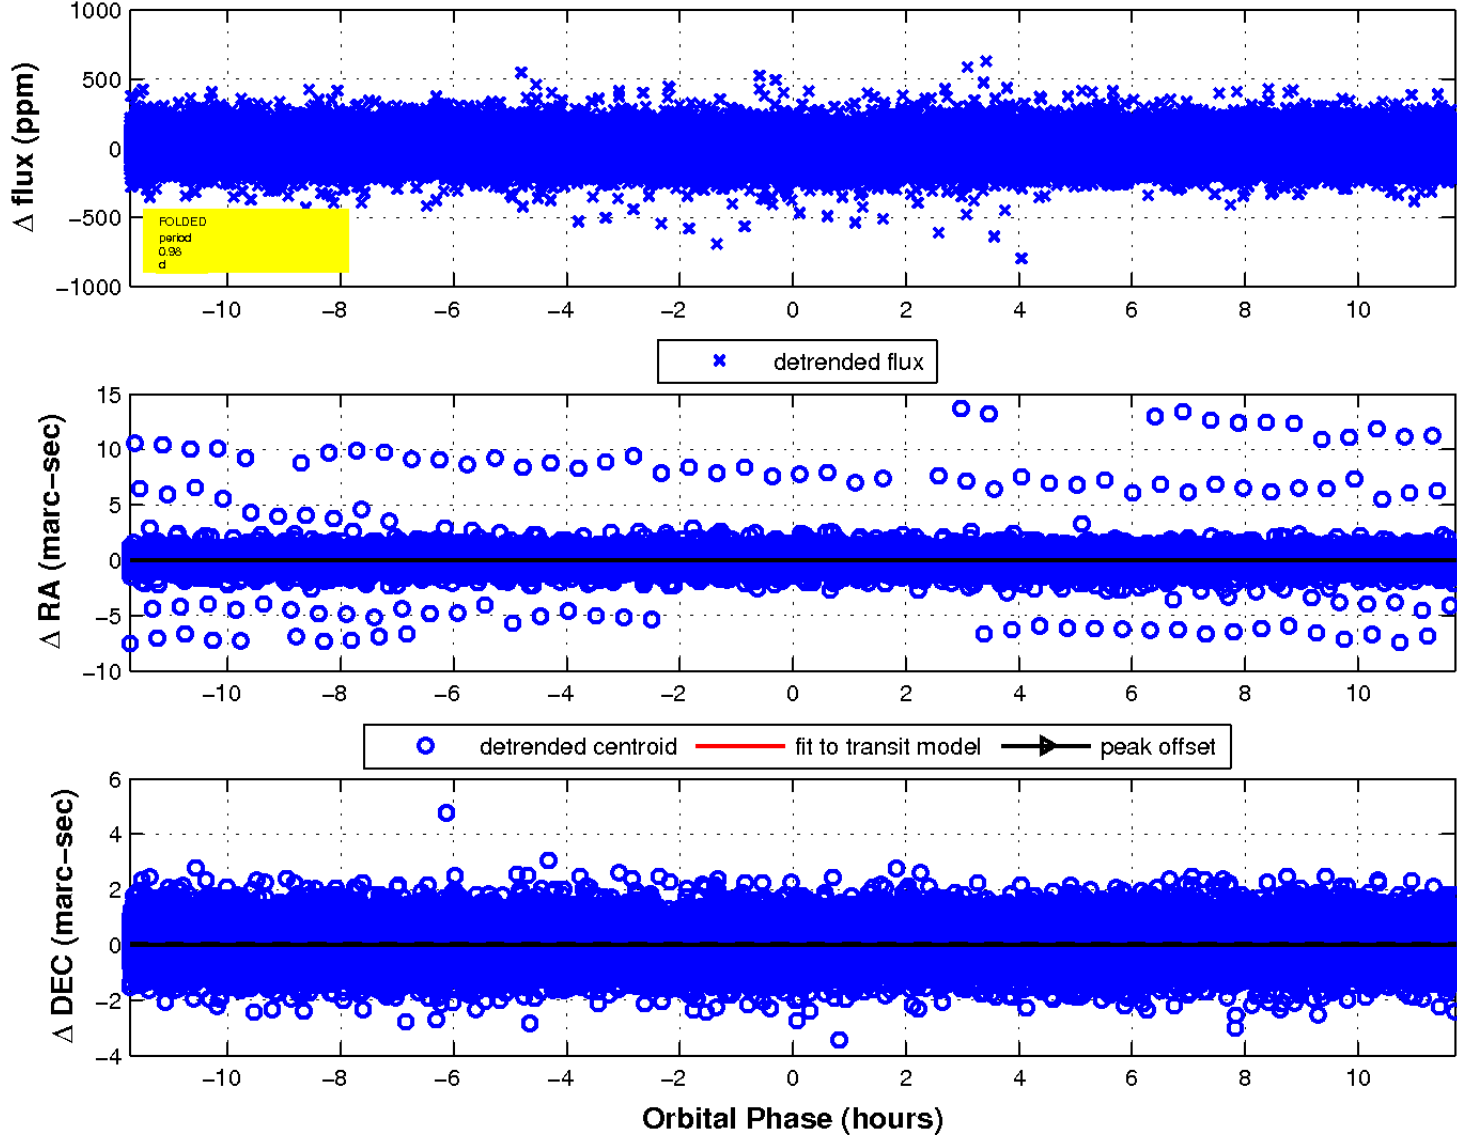 1000
500
0
−500
−1000
Δ flux (ppm)
FOLDED
period
0.98
d
−10 −8 −6 −4 −2 0 2 4 6 8 10
detrended flux
15
10
5
0
−5
−10
Δ RA (marc−sec)
−10 −8 −6 −4 −2 0 2 4 6 8 10
detrended centroid fit to transit model peak offset
6
4
2
0
−2
−4
Δ DEC (marc−sec)
−10 −8 −6 −4 −2 0 2 4 6 8 10
Orbital Phase (hours)